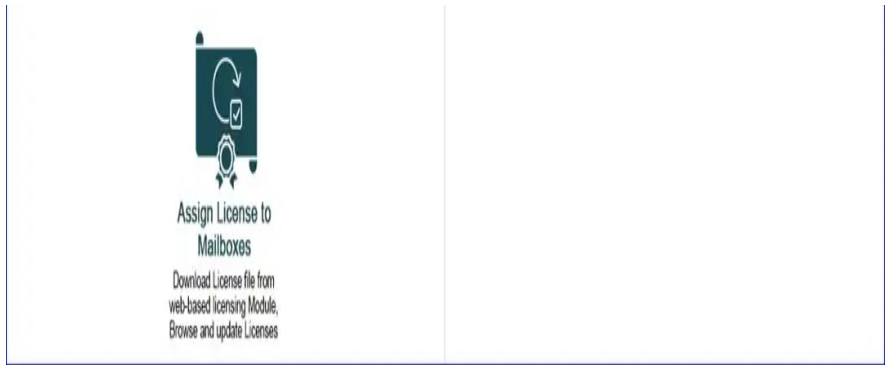 Assign License to
Mailboxes
Download License file from
web-based licensing Module,
Browse and update Licenses